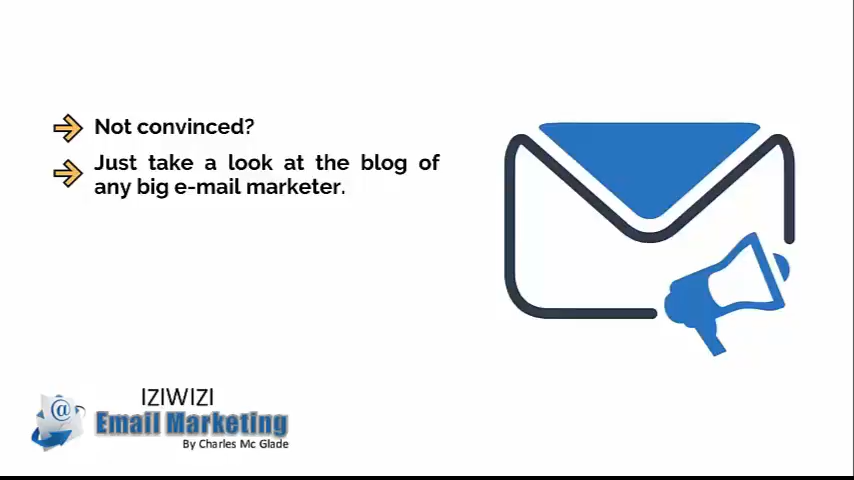 Not convinced?
Just take a look at the blog of
any big e-mail marketer.
IZIWIZI
@
Email Marketing
By Charles Mc Glade